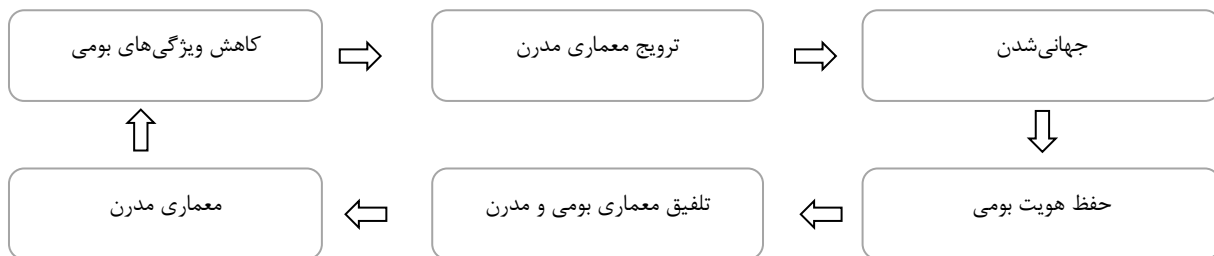 جهانی‌شدن
ترویج معماری مدرن
کاهش ویژگی‌های بومی
حفظ هویت بومی
تلفیق معماری بومی و مدرن
معماری مدرن